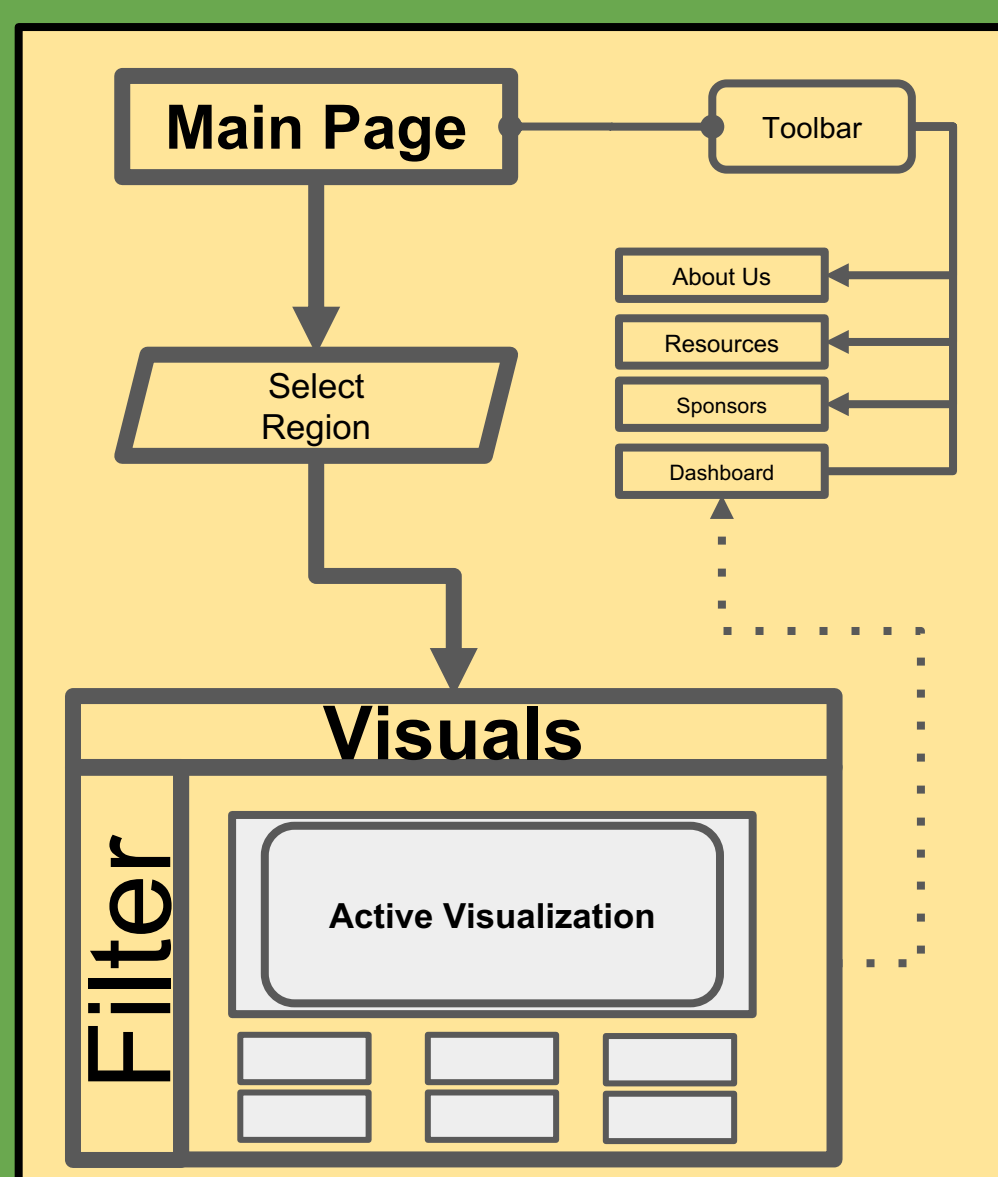 Main Page
Toolbar
About Us
Resources
Select
Region
Sponsors
Dashboard
Visuals
Filter
Active Visualization